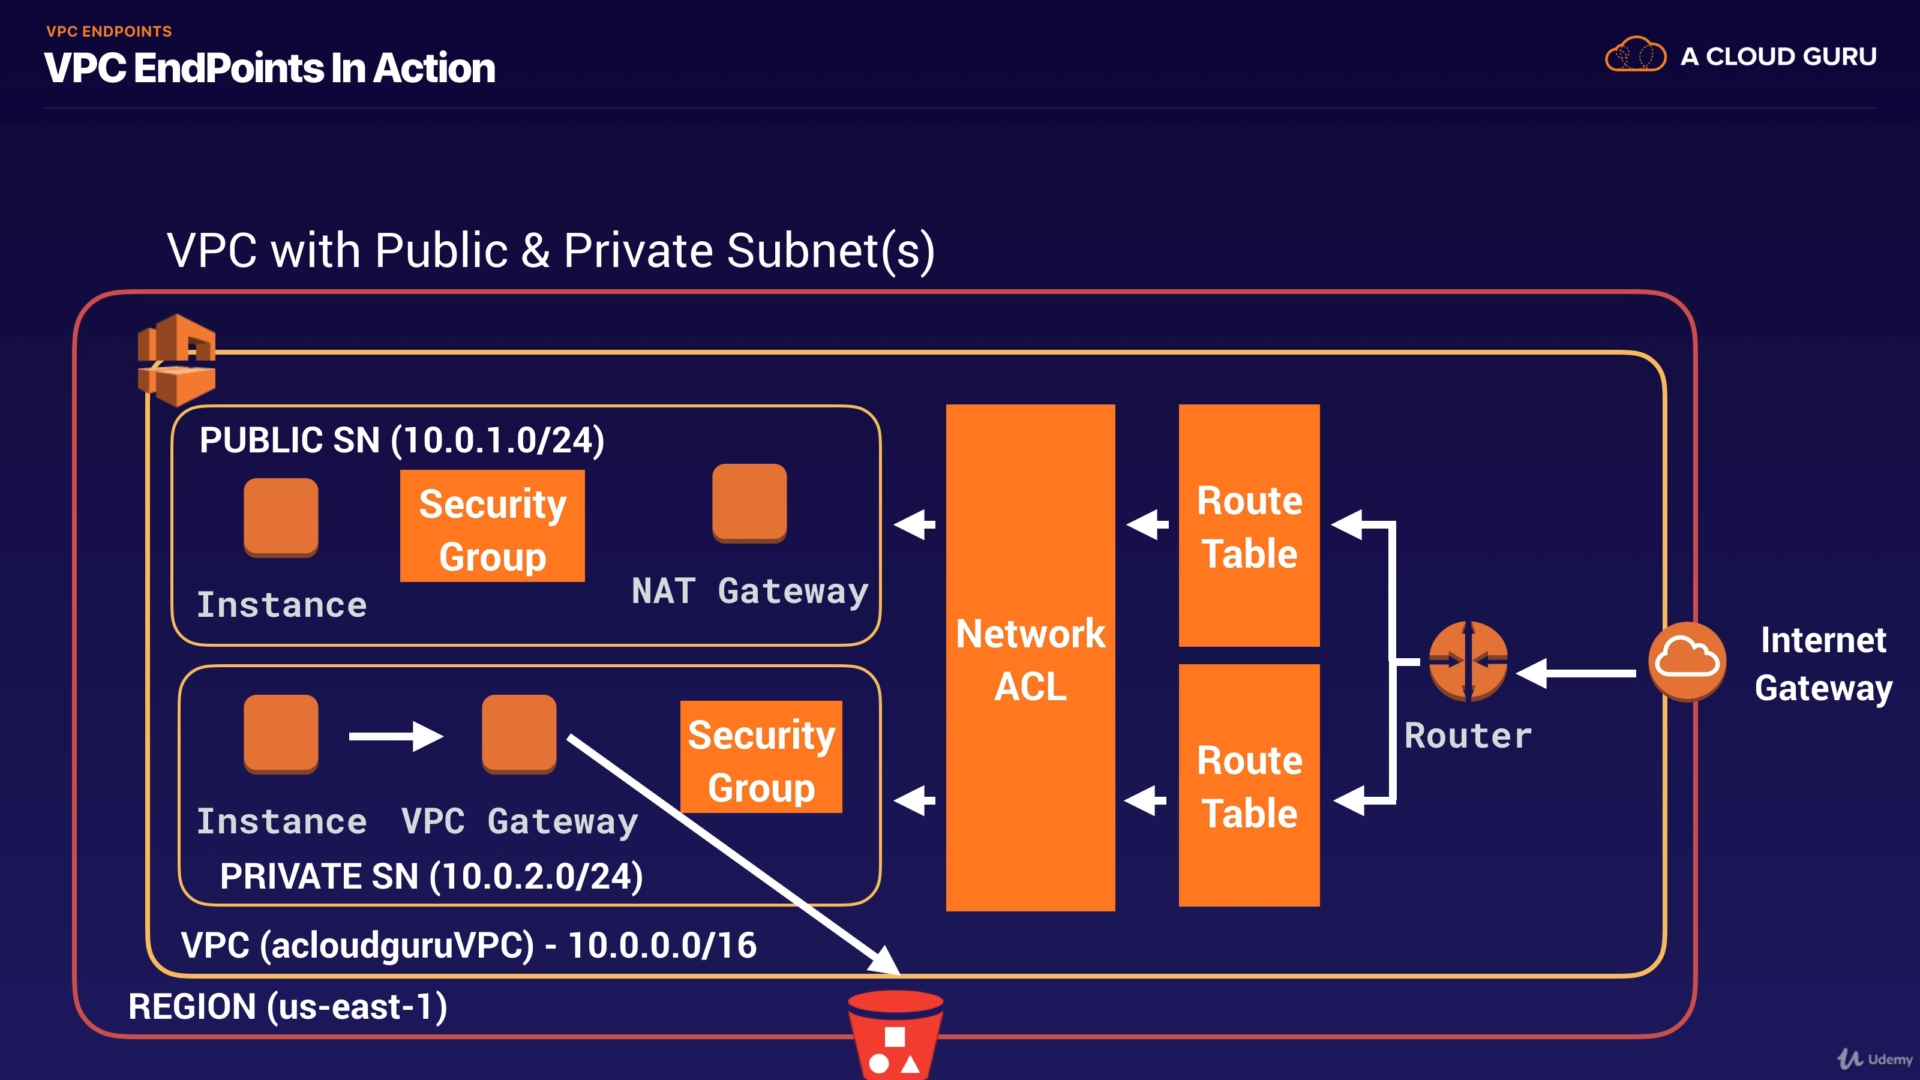 VPC ENDPOINTS
VPC EndPoints In Action
A CLOUD GURU
VPC with Public & Private Subnet(s)
PUBLIC SN (10.0.1.0/24)
Security
Group
Instance
NAT Gateway
Instance
VPC Gateway
Security
Group
PRIVATE SN (10.0.2.0/24)
VPC (acloudguruVPC) - 10.0.0.0/16
REGION (us-east-1)
Network
ACL
Route
Table
Route
Table
Router
Internet
Gateway
Udemy